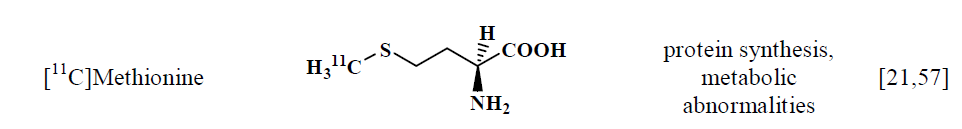 [¹¹C]Methionine
H₃¹¹C
S
H
COOH
NH₂
protein synthesis,
metabolic
abnormalities
[21,57]